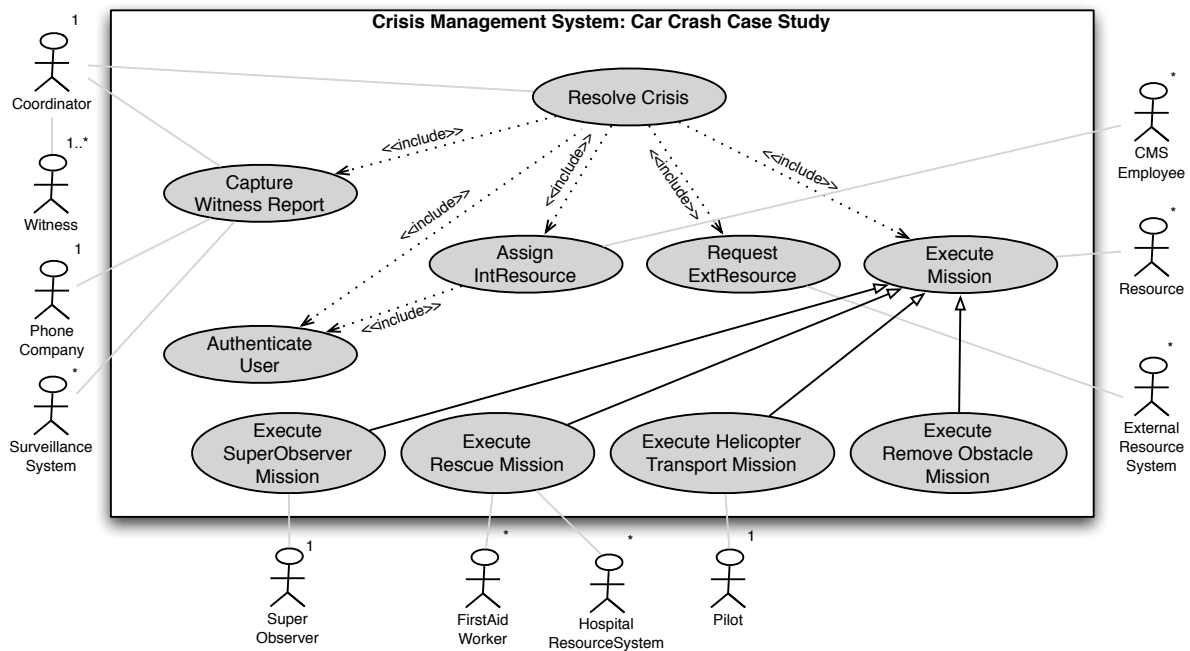 Crisis Management System: Car Crash Case Study
1
Coordinator
1..*
Witness
1
Phone
Company
*
Surveillance
System
Resolve Crisis
<<include>>
<<include>>
<<include>>
<<include>>
<<include>>
Capture
Witness Report
Assign
IntResource
Request
ExtResource
Execute
Mission
<<include>>
Authenticate
User
Execute
SuperObserver
Mission
Execute
Rescue Mission
Execute Helicopter
Transport Mission
Execute
Remove Obstacle
Mission
*
CMS
Employee
*
Resource
*
External
Resource
System
1
Super
Observer
*
FirstAid
Worker
*
Hospital
ResourceSystem
1
Pilot